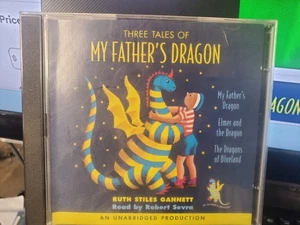 Price
THREE TALES OF
MY FATHER'S DRAGON
My Father's
Dragon
Elmer and
the Dragon
The Dragons
of Blueland
RUTH STILES GANNETT
Read by Robert Sevra
AN UNABRIDGED PRODUCTION
AGON